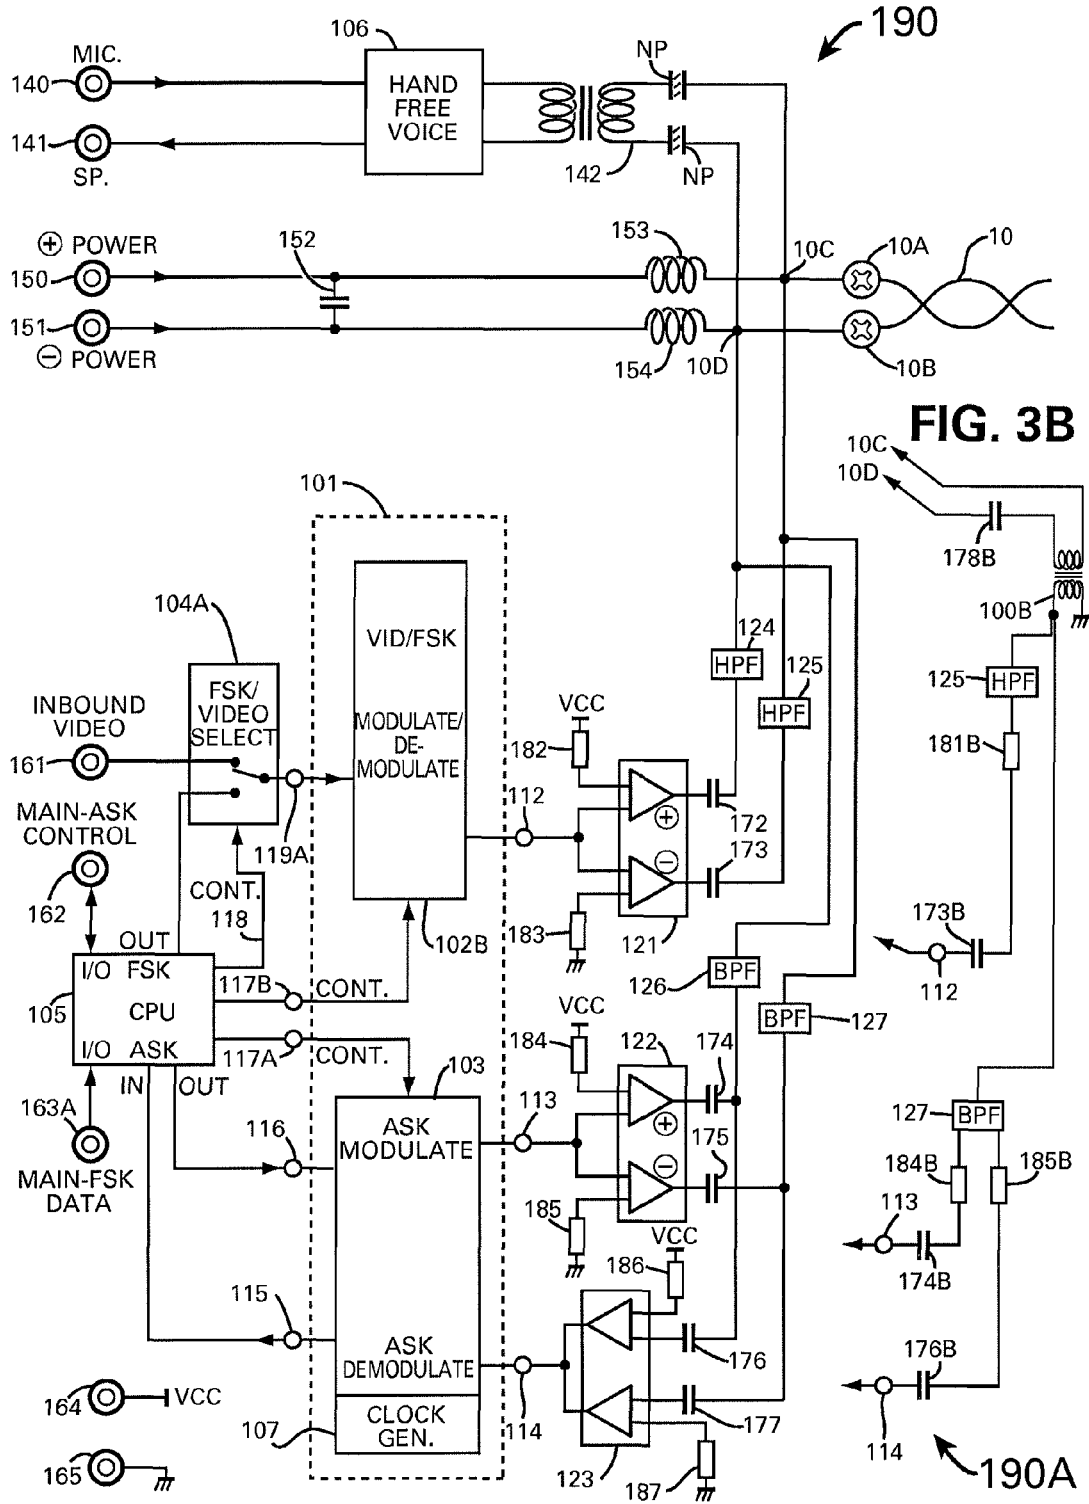 190
106
MIC.
NP
140
HAND
FREE
VOICE
141
SP.
142
NP
⊕ POWER
152
153
10C
10A
10
150
151
⊖ POWER
154
10D
10B
FIG. 3B
10C
10D
101
178B
104A
100B
VID/FSK
124
HPF
125
HPF
125
HPF
INBOUND
VIDEO
FSK/
VIDEO
SELECT
MODULATE/
DE-
MODULATE
VCC
182
181B
161
MAIN-ASK
CONTROL
112
⊕
172
119A
⊖
173
CONT.
162
118
183
173B
OUT
102B
121
I/O FSK
117B
CONT.
126
BPF
112
105
CPU
VCC
BPF
127
I/O ASK
117A
CONT.
184
122
174
IN
OUT
103
163A
113
127
BPF
116
ASK
MODULATE
⊕
175
MAIN-FSK
DATA
⊖
184B
185B
185
113
VCC
186
174B
115
ASK
DEMODULATE
176
176B
164
VCC
CLOCK
GEN.
107
114
177
114
165
123
187
190A